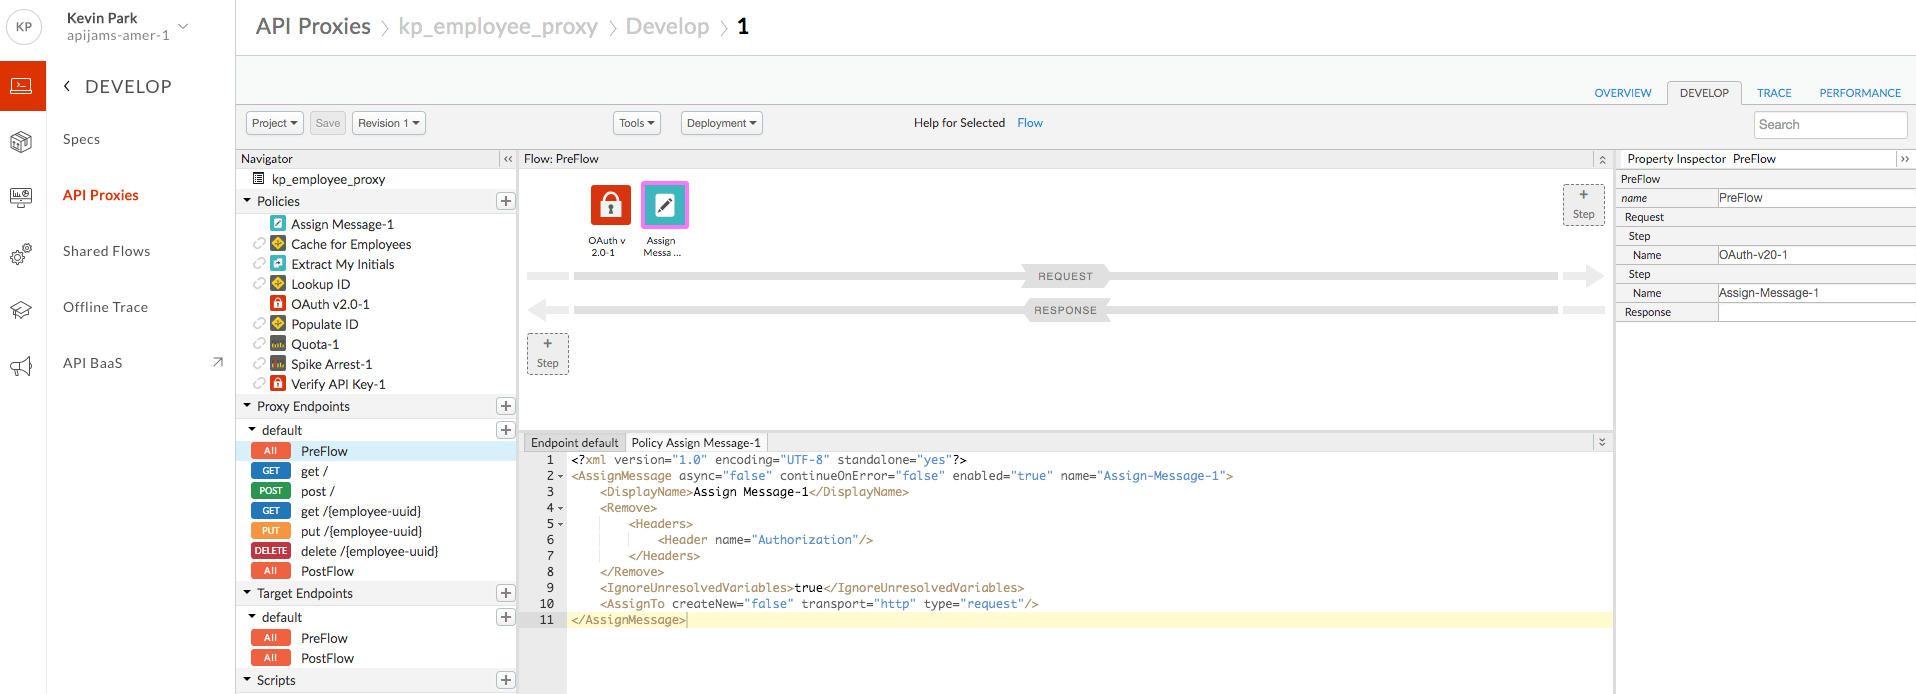 KP
Kevin Park
apijams-amer-1
API Proxies
kp_employee_proxy
Develop
1
DEVELOP
Specs
API Proxies
Shared Flows
Offline Trace
API BaaS
OVERVIEW
DEVELOP
TRACE
PERFORMANCE
Project
Save
Revision 1
Tools
Deployment
Help for Selected
Flow
Search
Navigator
kp_employee_proxy
Policies
Assign Message-1
Cache for Employees
Extract My Initials
Lookup ID
OAuth v2.0-1
Populate ID
Quota-1
Spike Arrest-1
Verify API Key-1
Proxy Endpoints
default
All PreFlow
GET get /
POST post /
GET get /{employee-uuid}
PUT put /{employee-uuid}
DELETE delete /{employee-uuid}
All PostFlow
Target Endpoints
default
All PreFlow
All PostFlow
Scripts
Flow: PreFlow
OAuth v
2.0-1
Assign
Messa ...
+
Step
REQUEST
RESPONSE
+
Step
Endpoint default
Policy Assign Message-1
1 <?xml version="1.0" encoding="UTF-8" standalone="yes"?>
2 <AssignMessage async="false" continueOnError="false" enabled="true" name="Assign-Message-1">
3 <DisplayName>Assign Message-1</DisplayName>
4 <Remove>
5 <Headers>
6 <Header name="Authorization"/>
7 </Headers>
8 </Remove>
9 <IgnoreUnresolvedVariables>true</IgnoreUnresolvedVariables>
10 <AssignTo createNew="false" transport="http" type="request"/>
11 </AssignMessage>
Property Inspector PreFlow
PreFlow
name PreFlow
Request
Step
Name OAuth-v20-1
Step
Name Assign-Message-1
Response